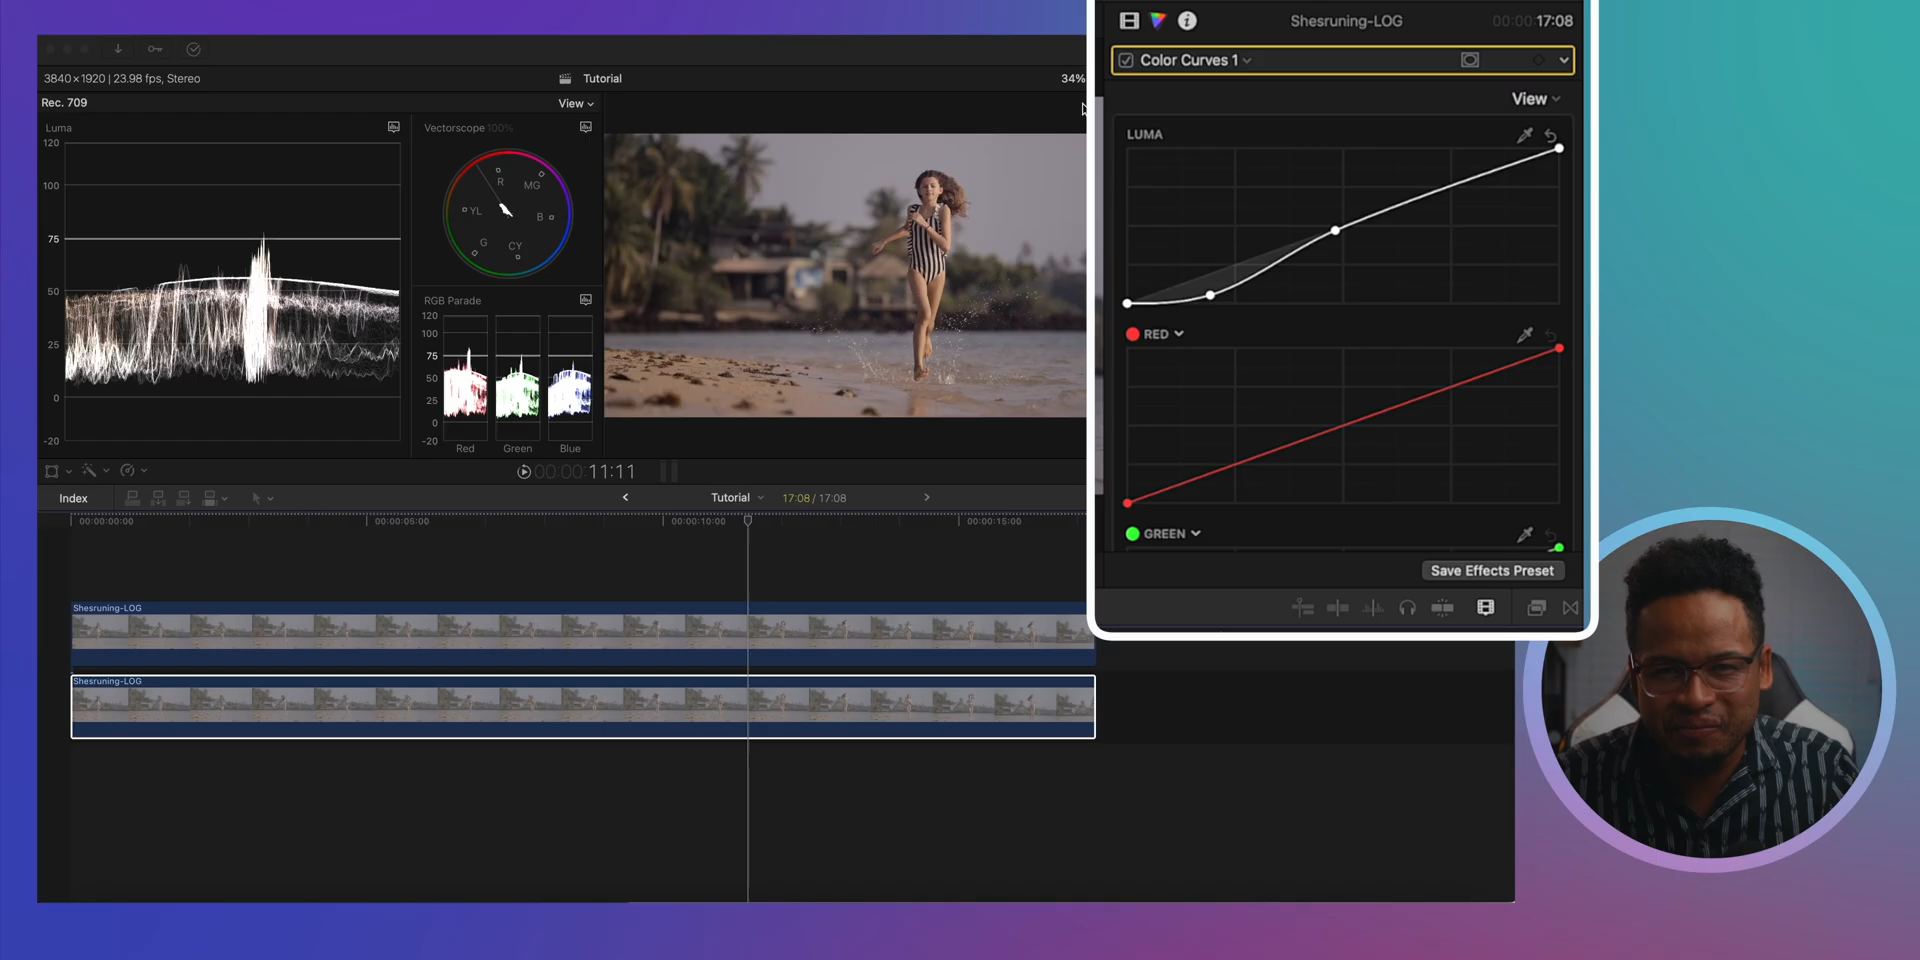 3840×1920 | 23.98 fps, Stereo
Tutorial
34%
Rec. 709
View
Luma
120
100
75
50
25
0
-20
Vectorscope 100%
R
MG
B
CY
G
YL
RGB Parade
120
100
75
50
25
0
-20
Red
Green
Blue
00:00:11:11
Index
Tutorial
17:08 / 17:08
00:00:00:00
00:00:05:00
00:00:10:00
00:00:15:00
Shesruning-LOG
Shesruning-LOG
Shesruning-LOG
00:00:17:08
Color Curves 1
View
LUMA
RED
GREEN
Save Effects Preset